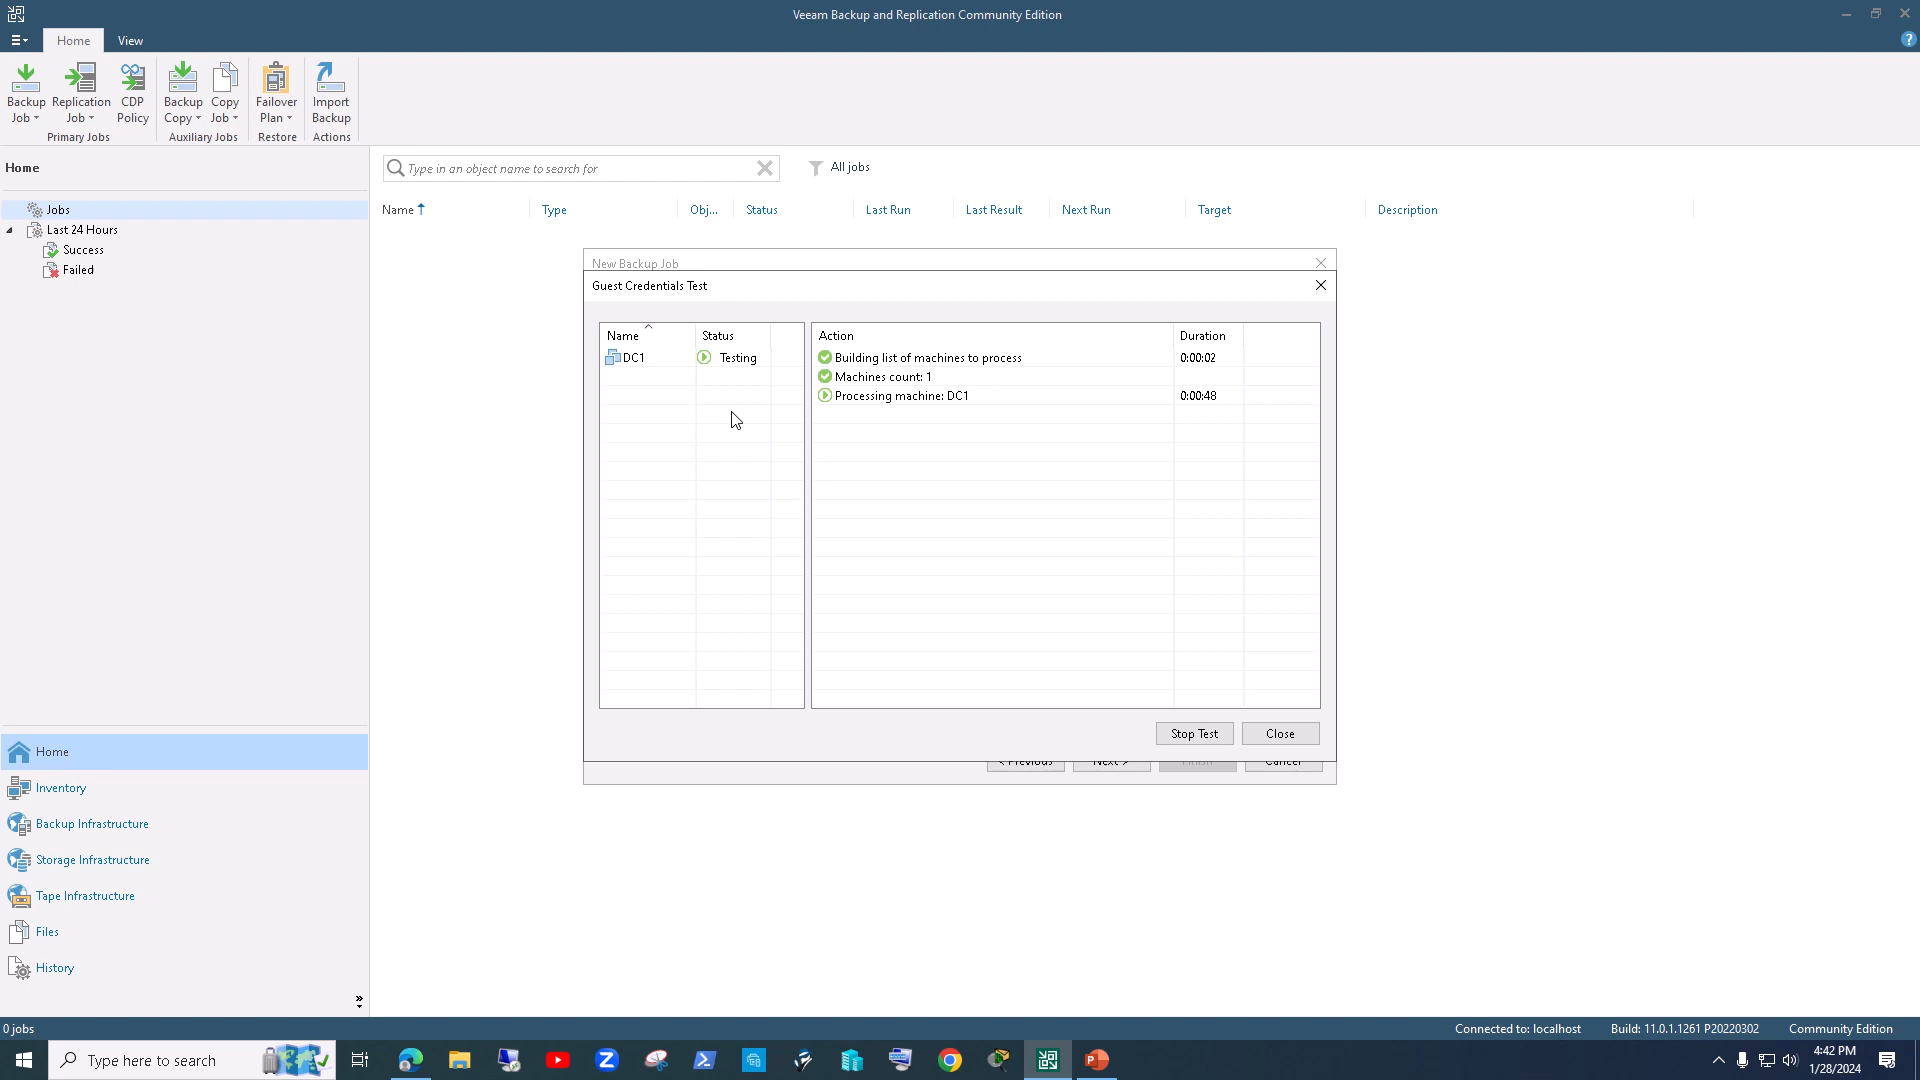 Veeam Backup and Replication Community Edition
Home View
Backup Job
Replication Job
CDP Policy
Backup Copy
Copy Job
Failover Plan
Import Backup
Primary Jobs
Auxiliary Jobs
Restore
Actions
Home
Type in an object name to search for
All jobs
Jobs
Last 24 Hours
Success
Failed
Name Type Obj... Status Last Run Last Result Next Run Target Description
New Backup Job
Guest Credentials Test
Name Status
DC1 Testing
Action Duration
Building list of machines to process 0:00:02
Machines count: 1
Processing machine: DC1 0:00:48
Stop Test Close
< Previous Next > Finish Cancel
Home
Inventory
Backup Infrastructure
Storage Infrastructure
Tape Infrastructure
Files
History
0 jobs
Connected to: localhost Build: 11.0.1.1261 P20220302 Community Edition
Type here to search
4:42 PM
1/28/2024